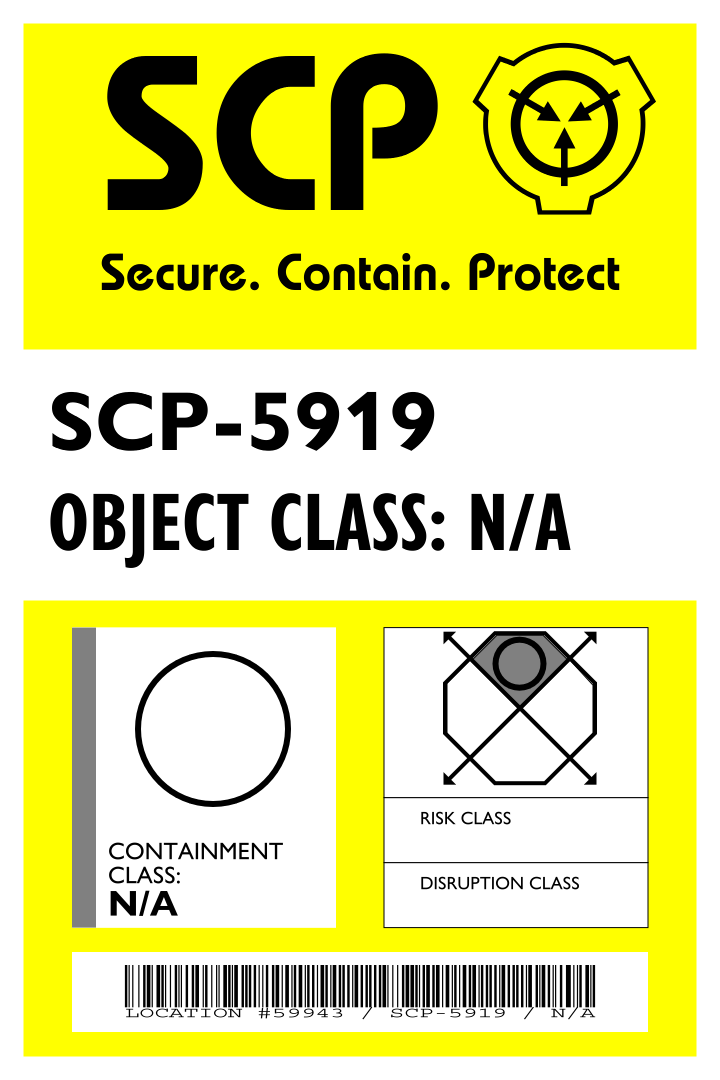 SCP
Secure. Contain. Protect
SCP-5919
OBJECT CLASS: N/A
CONTAINMENT
CLASS:
N/A
RISK CLASS
DISRUPTION CLASS
LOCATION #59943 / SCP-5919 / N/A